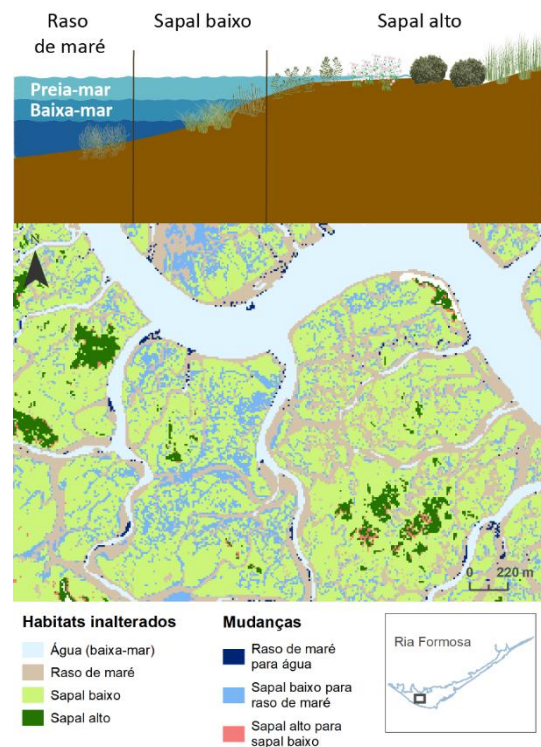 Raso
de maré
Sapal baixo
Sapal alto
Preia-mar
Baixa-mar
N
0 220 m
Habitats inalterados
Água (baixa-mar)
Raso de maré
Sapal baixo
Sapal alto
Mudanças
Raso de maré
para água
Sapal baixo para
raso de maré
Sapal alto para
sapal baixo
Ria Formosa